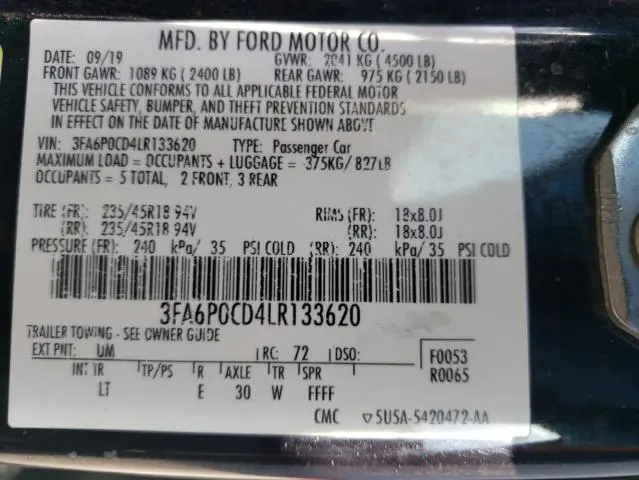 MFD. BY FORD MOTOR CO.
DATE: 09/19 GVWR: 2041 KG ( 4500 LB)
FRONT GAWR: 1089 KG ( 2400 LB) REAR GAWR: 975 KG ( 2150 LB)
THIS VEHICLE CONFORMS TO ALL APPLICABLE FEDERAL MOTOR
VEHICLE SAFETY, BUMPER, AND THEFT PREVENTION STANDARDS
IN EFFECT ON THE DATE OF MANUFACTURE SHOWN ABOVE
VIN: 3FA6P0CD4LR133620 TYPE: Passenger Car
MAXIMUM LOAD = OCCUPANTS + LUGGAGE = 375KG/ 827LB
OCCUPANTS = 5 TOTAL, 2 FRONT, 3 REAR
TIRE (FR): 235/45R18 94V RIMS (FR): 18x8.0J
(RR): 235/45R18 94V (RR): 18x8.0J
PRESSURE (FR): 240 kPa/ 35 PSI COLD (RR): 240 kPa/ 35 PSI COLD
3FA6P0CD4LR133620
TRAILER TOWING - SEE OWNER GUIDE
EXT PNT: UM RC: 72 DSO: F0053
INT TR TP/PS R AXLE TR SPR R0065
LT E 30 W FFFF
CMC ▽ 5U5A-5420472-AA